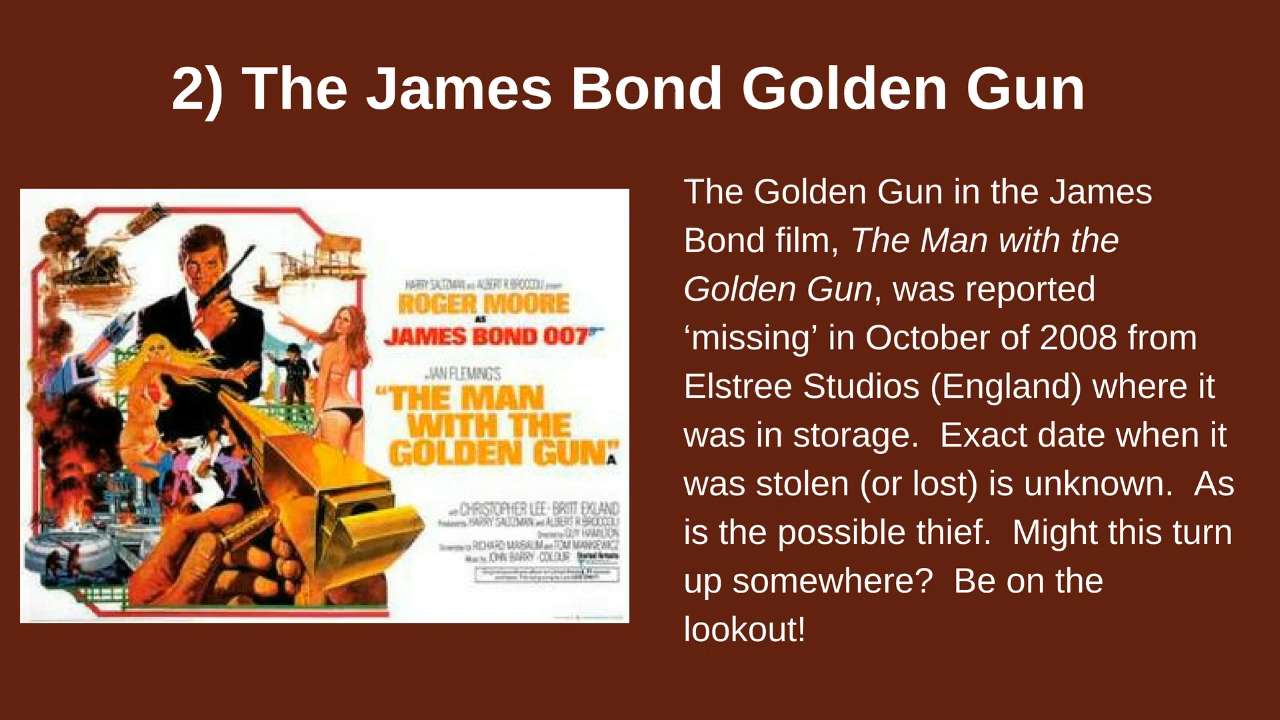 2) The James Bond Golden Gun
HARRY SALTZMAN and ALBERT R BROCCOLI present
ROGER MOORE
as
JAMES BOND 007
IAN FLEMING'S
"THE MAN
WITH THE
GOLDEN GUN"
A
with CHRISTOPHER LEE · BRITT EKLAND
Produced by HARRY SALTZMAN and ALBERT R BROCCOLI
Directed by GUY HAMILTON
Screenplay by RICHARD MAIBAUM and TOM MANKIEWICZ
Music by JOHN BARRY · COLOUR
The Golden Gun in the James
Bond film, The Man with the
Golden Gun, was reported
‘missing’ in October of 2008 from
Elstree Studios (England) where it
was in storage.  Exact date when it
was stolen (or lost) is unknown.  As
is the possible thief.  Might this turn
up somewhere?  Be on the
lookout!